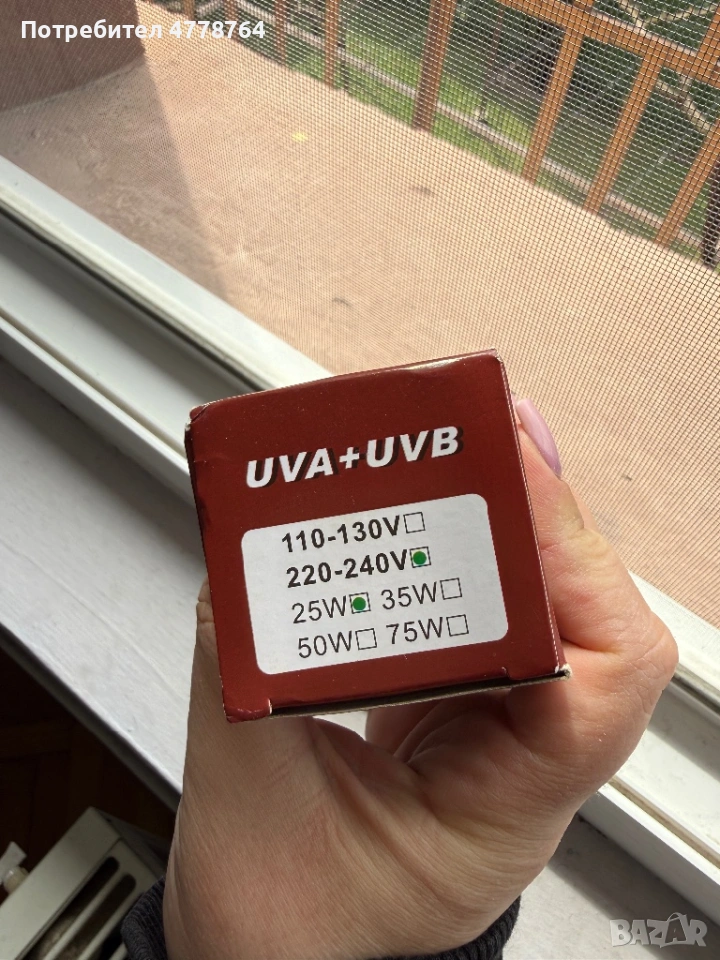 Потребител 4778764
UVA+UVB
110-130V
220-240V
25W 35W
50W 75W
BAZAR